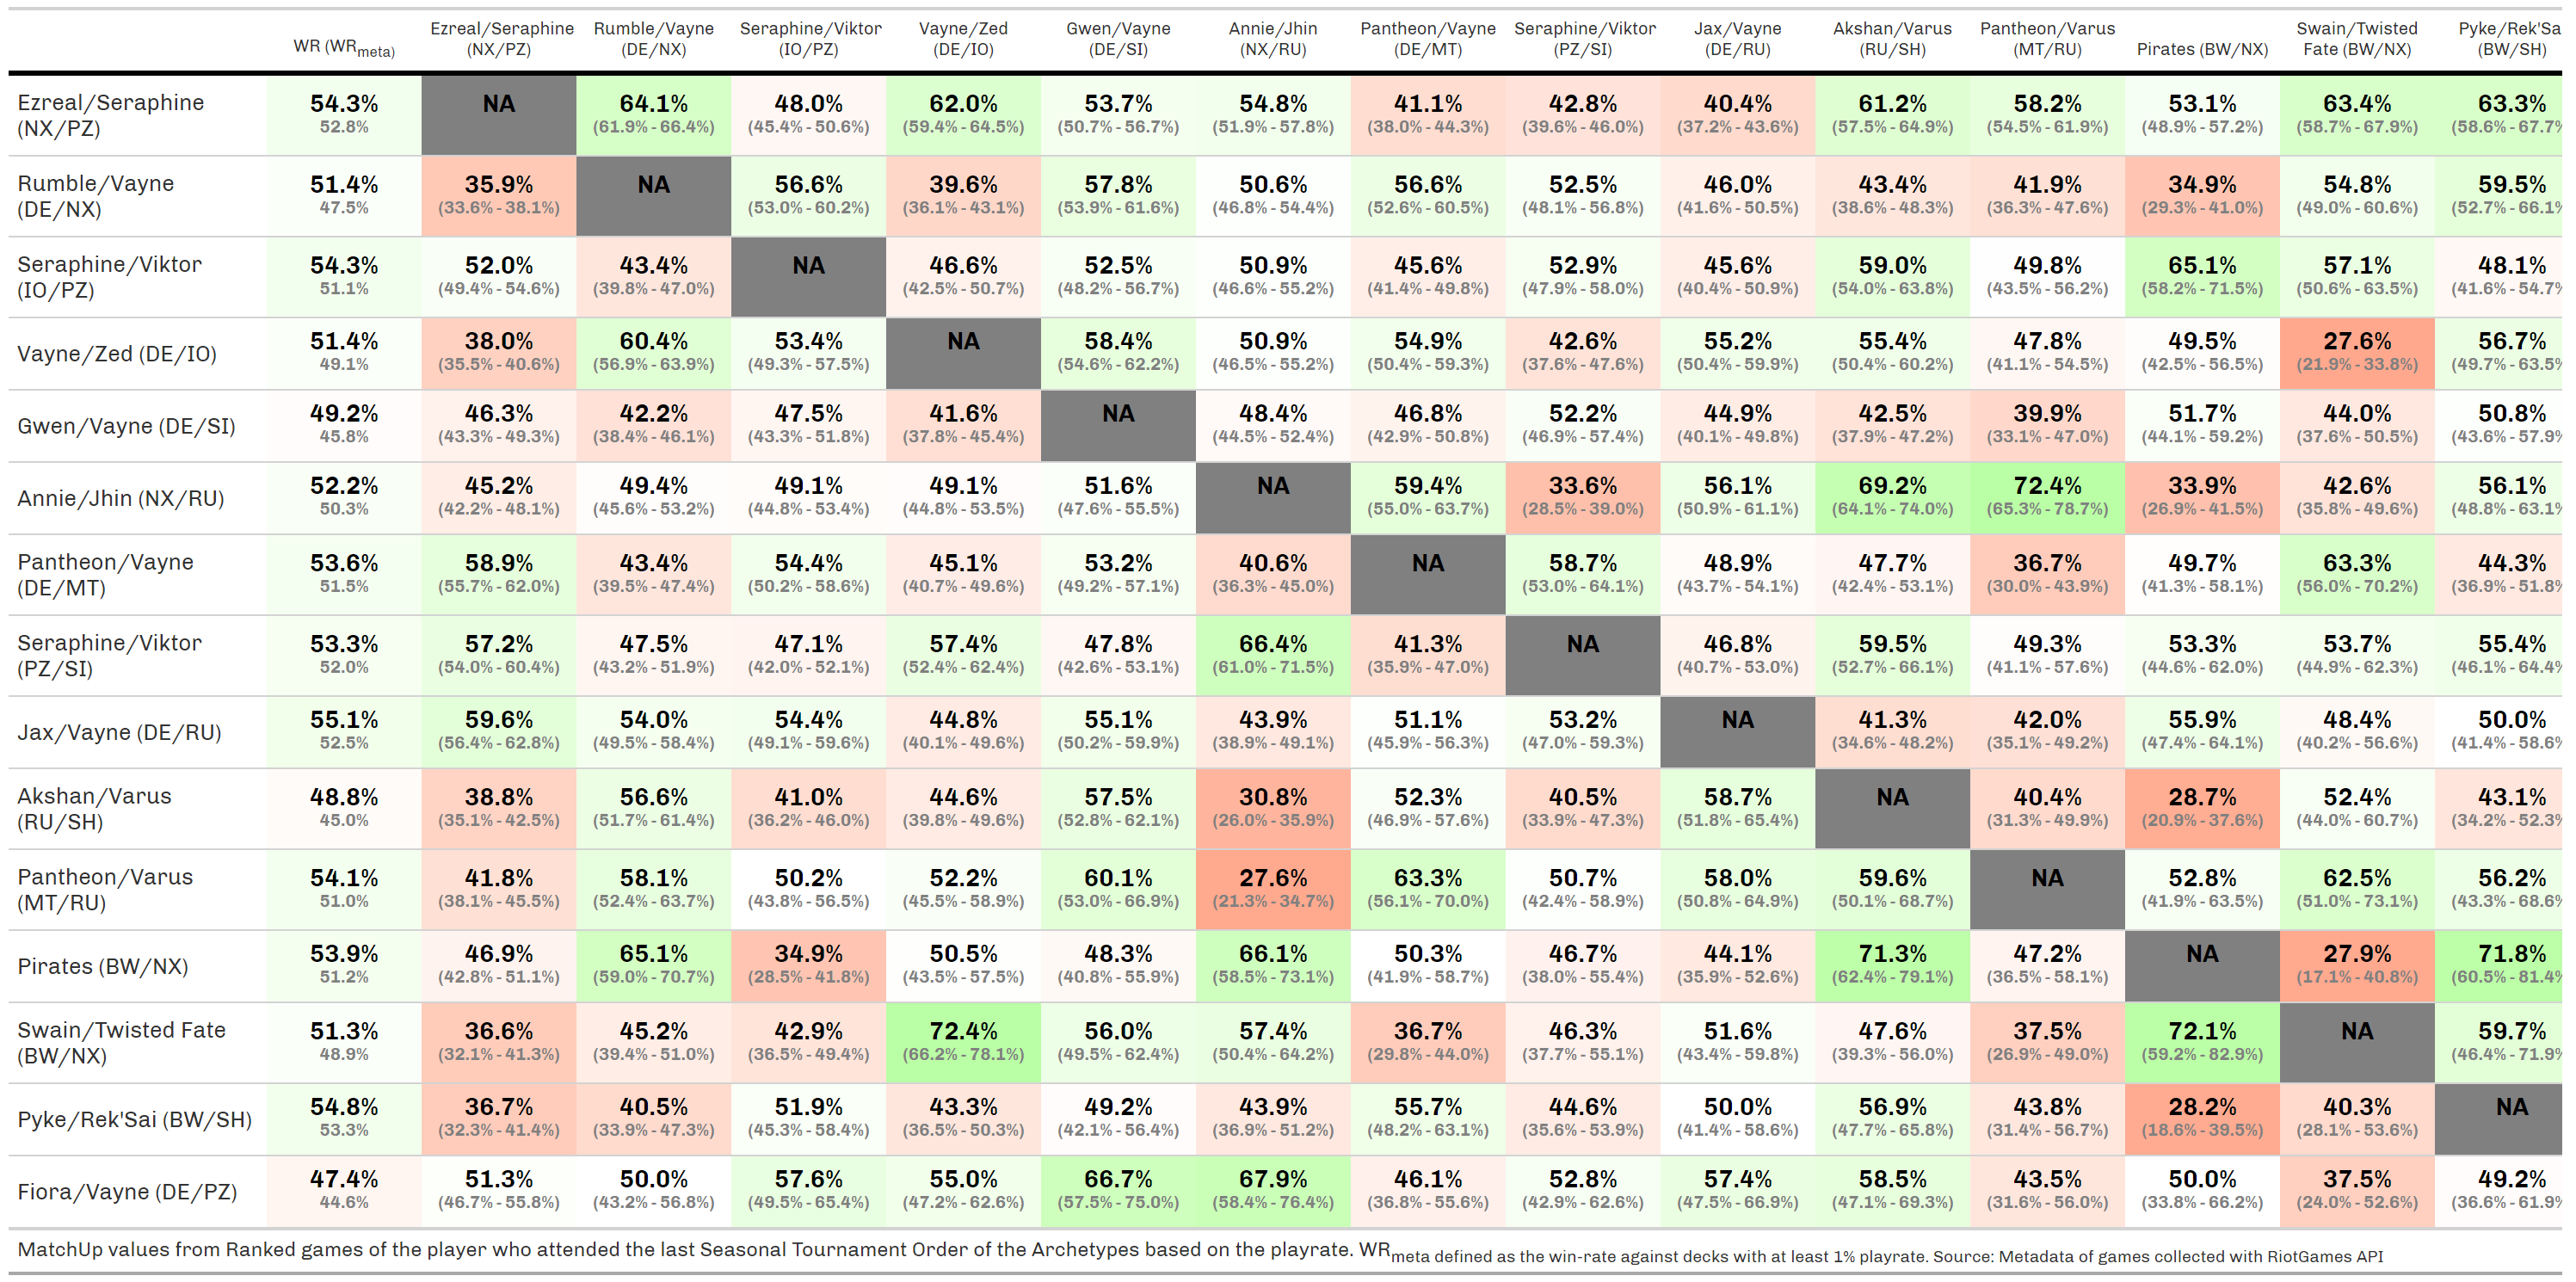 WR (WRmeta) Ezreal/Seraphine (NX/PZ) Rumble/Vayne (DE/NX) Seraphine/Viktor (IO/PZ) Vayne/Zed (DE/IO) Gwen/Vayne (DE/SI) Annie/Jhin (NX/RU) Pantheon/Vayne (DE/MT) Seraphine/Viktor (PZ/SI) Jax/Vayne (DE/RU) Akshan/Varus (RU/SH) Pantheon/Varus (MT/RU) Pirates (BW/NX) Swain/Twisted Fate (BW/NX) Pyke/Rek'Sa (BW/SH)
Ezreal/Seraphine (NX/PZ) 54.3% NA 64.1% 48.0% 62.0% 53.7% 54.8% 41.1% 42.8% 40.4% 61.2% 58.2% 53.1% 63.4% 63.3%
52.8% (61.9% - 66.4%) (45.4% - 50.6%) (59.4% - 64.5%) (50.7% - 56.7%) (51.9% - 57.8%) (38.0% - 44.3%) (39.6% - 46.0%) (37.2% - 43.6%) (57.5% - 64.9%) (54.5% - 61.9%) (48.9% - 57.2%) (58.7% - 67.9%) (58.6% - 67.7%
Rumble/Vayne (DE/NX) 51.4% 35.9% NA 56.6% 39.6% 57.8% 50.6% 56.6% 52.5% 46.0% 43.4% 41.9% 34.9% 54.8% 59.5%
47.5% (33.6% - 38.1%) (53.0% - 60.2%) (36.1% - 43.1%) (53.9% - 61.6%) (46.8% - 54.4%) (52.6% - 60.5%) (48.1% - 56.8%) (41.6% - 50.5%) (38.6% - 48.3%) (36.3% - 47.6%) (29.3% - 41.0%) (49.0% - 60.6%) (52.7% - 66.1%
Seraphine/Viktor (IO/PZ) 54.3% 52.0% 43.4% NA 46.6% 52.5% 50.9% 45.6% 52.9% 45.6% 59.0% 49.8% 65.1% 57.1% 48.1%
51.1% (49.4% - 54.6%) (39.8% - 47.0%) (42.5% - 50.7%) (48.2% - 56.7%) (46.6% - 55.2%) (41.4% - 49.8%) (47.9% - 58.0%) (40.4% - 50.9%) (54.0% - 63.8%) (43.5% - 56.2%) (58.2% - 71.5%) (50.6% - 63.5%) (41.6% - 54.7%
Vayne/Zed (DE/IO) 51.4% 38.0% 60.4% 53.4% NA 58.4% 50.9% 54.9% 42.6% 55.2% 55.4% 47.8% 49.5% 27.6% 56.7%
49.1% (35.5% - 40.6%) (56.9% - 63.9%) (49.3% - 57.5%) (54.6% - 62.2%) (46.5% - 55.2%) (50.4% - 59.3%) (37.6% - 47.6%) (50.4% - 59.9%) (50.4% - 60.2%) (41.1% - 54.5%) (42.5% - 56.5%) (21.9% - 33.8%) (49.7% - 63.5%
Gwen/Vayne (DE/SI) 49.2% 46.3% 42.2% 47.5% 41.6% NA 48.4% 46.8% 52.2% 44.9% 42.5% 39.9% 51.7% 44.0% 50.8%
45.8% (43.3% - 49.3%) (38.4% - 46.1%) (43.3% - 51.8%) (37.8% - 45.4%) (44.5% - 52.4%) (42.9% - 50.8%) (46.9% - 57.4%) (40.1% - 49.8%) (37.9% - 47.2%) (33.1% - 47.0%) (44.1% - 59.2%) (37.6% - 50.5%) (43.6% - 57.9%
Annie/Jhin (NX/RU) 52.2% 45.2% 49.4% 49.1% 49.1% 51.6% NA 59.4% 33.6% 56.1% 69.2% 72.4% 33.9% 42.6% 56.1%
50.3% (42.2% - 48.1%) (45.6% - 53.2%) (44.8% - 53.4%) (44.8% - 53.5%) (47.6% - 55.5%) (55.0% - 63.7%) (28.5% - 39.0%) (50.9% - 61.1%) (64.1% - 74.0%) (65.3% - 78.7%) (26.9% - 41.5%) (35.8% - 49.6%) (48.8% - 63.1%
Pantheon/Vayne (DE/MT) 53.6% 58.9% 43.4% 54.4% 45.1% 53.2% 40.6% NA 58.7% 48.9% 47.7% 36.7% 49.7% 63.3% 44.3%
51.5% (55.7% - 62.0%) (39.5% - 47.4%) (50.2% - 58.6%) (40.7% - 49.6%) (49.2% - 57.1%) (36.3% - 45.0%) (53.0% - 64.1%) (43.7% - 54.1%) (42.4% - 53.1%) (30.0% - 43.9%) (41.3% - 58.1%) (56.0% - 70.2%) (36.9% - 51.8%
Seraphine/Viktor (PZ/SI) 53.3% 57.2% 47.5% 47.1% 57.4% 47.8% 66.4% 41.3% NA 46.8% 59.5% 49.3% 53.3% 53.7% 55.4%
52.0% (54.0% - 60.4%) (43.2% - 51.9%) (42.0% - 52.1%) (52.4% - 62.4%) (42.6% - 53.1%) (61.0% - 71.5%) (35.9% - 47.0%) (40.7% - 53.0%) (52.7% - 66.1%) (41.1% - 57.6%) (44.6% - 62.0%) (44.9% - 62.3%) (46.1% - 64.4%
Jax/Vayne (DE/RU) 55.1% 59.6% 54.0% 54.4% 44.8% 55.1% 43.9% 51.1% 53.2% NA 41.3% 42.0% 55.9% 48.4% 50.0%
52.5% (56.4% - 62.8%) (49.5% - 58.4%) (49.1% - 59.6%) (40.1% - 49.6%) (50.2% - 59.9%) (38.9% - 49.1%) (45.9% - 56.3%) (47.0% - 59.3%) (34.6% - 48.2%) (35.1% - 49.2%) (47.4% - 64.1%) (40.2% - 56.6%) (41.4% - 58.6%
Akshan/Varus (RU/SH) 48.8% 38.8% 56.6% 41.0% 44.6% 57.5% 30.8% 52.3% 40.5% 58.7% NA 40.4% 28.7% 52.4% 43.1%
45.0% (35.1% - 42.5%) (51.7% - 61.4%) (36.2% - 46.0%) (39.8% - 49.6%) (52.8% - 62.1%) (26.0% - 35.9%) (46.9% - 57.6%) (33.9% - 47.3%) (51.8% - 65.4%) (31.3% - 49.9%) (20.9% - 37.6%) (44.0% - 60.7%) (34.2% - 52.3%
Pantheon/Varus (MT/RU) 54.1% 41.8% 58.1% 50.2% 52.2% 60.1% 27.6% 63.3% 50.7% 58.0% 59.6% NA 52.8% 62.5% 56.2%
51.0% (38.1% - 45.5%) (52.4% - 63.7%) (43.8% - 56.5%) (45.5% - 58.9%) (53.0% - 66.9%) (21.3% - 34.7%) (56.1% - 70.0%) (42.4% - 58.9%) (50.8% - 64.9%) (50.1% - 68.7%) (41.9% - 63.5%) (51.0% - 73.1%) (43.3% - 68.6%
Pirates (BW/NX) 53.9% 46.9% 65.1% 34.9% 50.5% 48.3% 66.1% 50.3% 46.7% 44.1% 71.3% 47.2% NA 27.9% 71.8%
51.2% (42.8% - 51.1%) (59.0% - 70.7%) (28.5% - 41.8%) (43.5% - 57.5%) (40.8% - 55.9%) (58.5% - 73.1%) (41.9% - 58.7%) (38.0% - 55.4%) (35.9% - 52.6%) (62.4% - 79.1%) (36.5% - 58.1%) (17.1% - 40.8%) (60.5% - 81.4%
Swain/Twisted Fate (BW/NX) 51.3% 36.6% 45.2% 42.9% 72.4% 56.0% 57.4% 36.7% 46.3% 51.6% 47.6% 37.5% 72.1% NA 59.7%
48.9% (32.1% - 41.3%) (39.4% - 51.0%) (36.5% - 49.4%) (66.2% - 78.1%) (49.5% - 62.4%) (50.4% - 64.2%) (29.8% - 44.0%) (37.7% - 55.1%) (43.4% - 59.8%) (39.3% - 56.0%) (26.9% - 49.0%) (59.2% - 82.9%) (46.4% - 71.9%
Pyke/Rek'Sai (BW/SH) 54.8% 36.7% 40.5% 51.9% 43.3% 49.2% 43.9% 55.7% 44.6% 50.0% 56.9% 43.8% 28.2% 40.3% NA
53.3% (32.3% - 41.4%) (33.9% - 47.3%) (45.3% - 58.4%) (36.5% - 50.3%) (42.1% - 56.4%) (36.9% - 51.2%) (48.2% - 63.1%) (35.6% - 53.9%) (41.4% - 58.6%) (47.7% - 65.8%) (31.4% - 56.7%) (18.6% - 39.5%) (28.1% - 53.6%)
Fiora/Vayne (DE/PZ) 47.4% 51.3% 50.0% 57.6% 55.0% 66.7% 67.9% 46.1% 52.8% 57.4% 58.5% 43.5% 50.0% 37.5% 49.2%
44.6% (46.7% - 55.8%) (43.2% - 56.8%) (49.5% - 65.4%) (47.2% - 62.6%) (57.5% - 75.0%) (58.4% - 76.4%) (36.8% - 55.6%) (42.9% - 62.6%) (47.5% - 66.9%) (47.1% - 69.3%) (31.6% - 56.0%) (33.8% - 66.2%) (24.0% - 52.6%) (36.6% - 61.9%
MatchUp values from Ranked games of the player who attended the last Seasonal Tournament Order of the Archetypes based on the playrate. WRmeta defined as the win-rate against decks with at least 1% playrate. Source: Metadata of games collected with RiotGames API